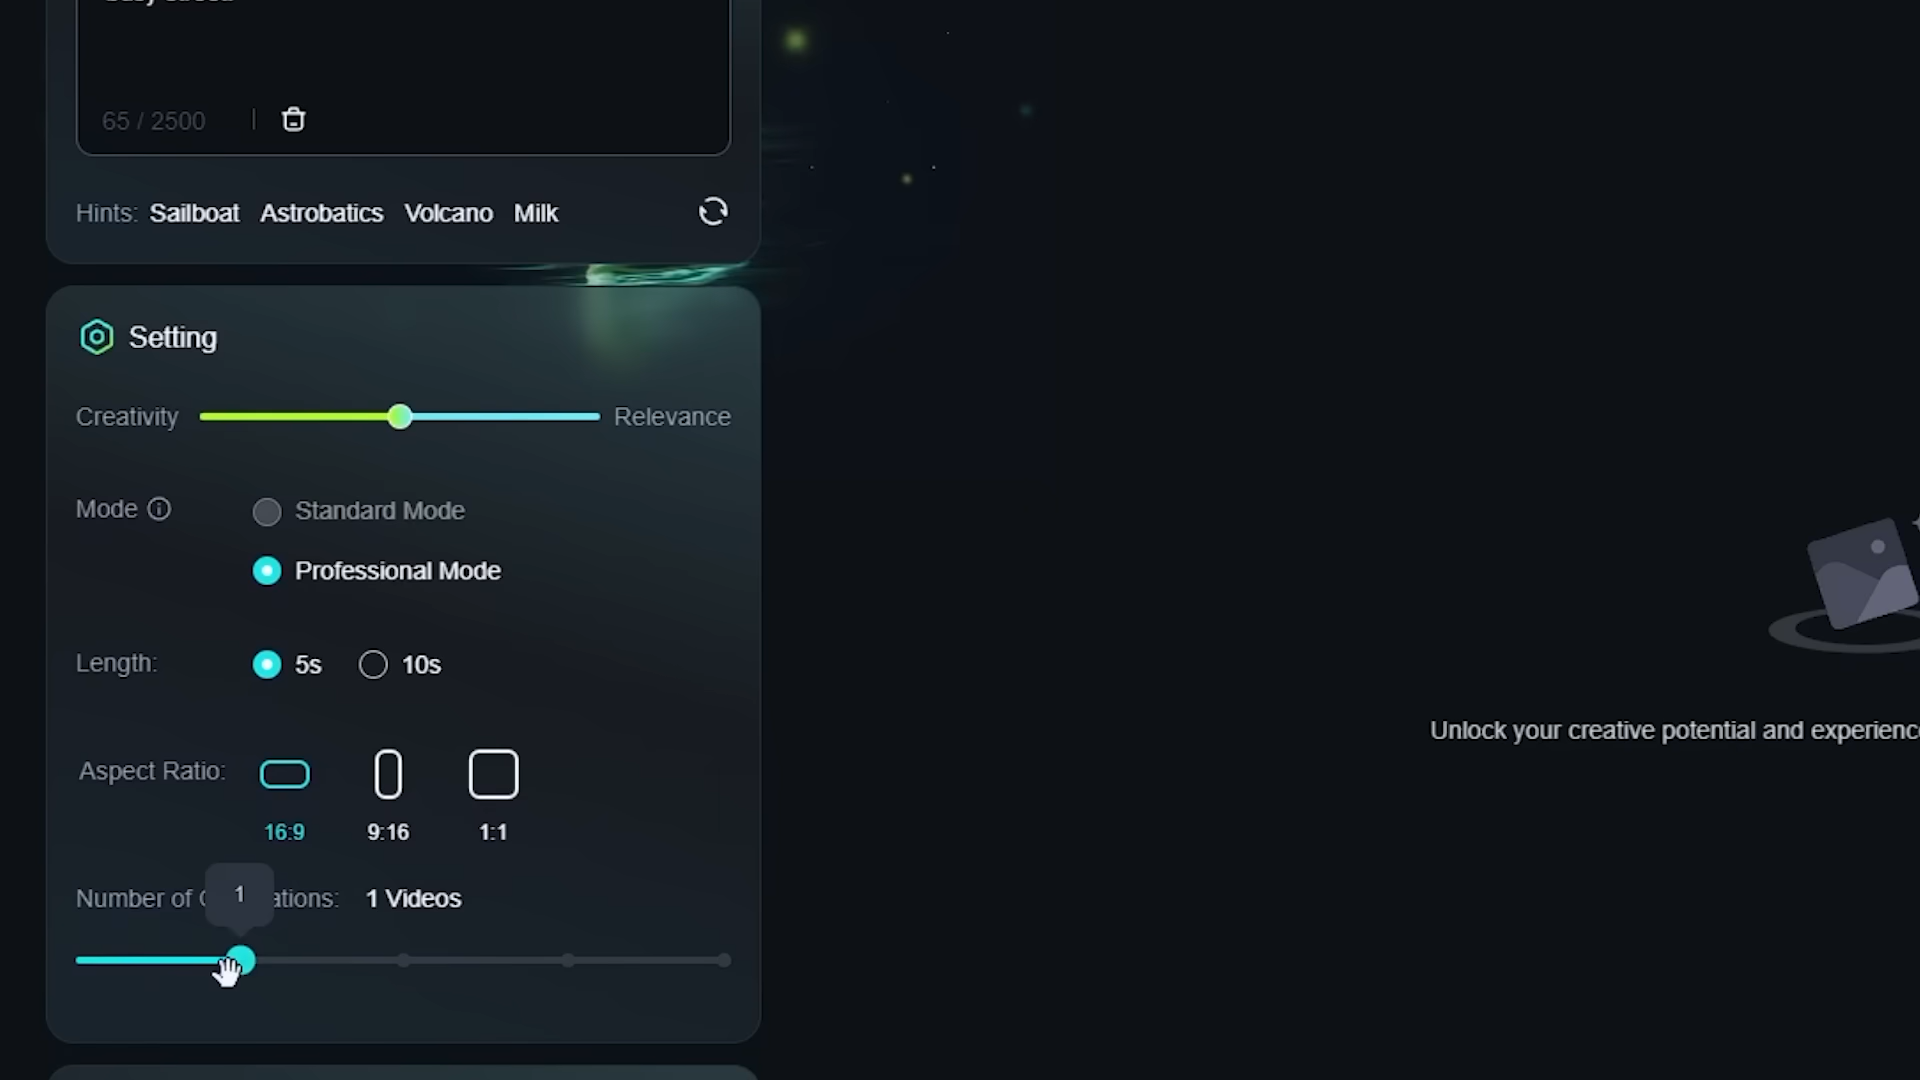 65 / 2500
Hints: Sailboat Astrobatics Volcano Milk
Setting
Creativity Relevance
Mode Standard Mode
Professional Mode
Length: 5s 10s
Unlock your creative potential and experience
Aspect Ratio:
16:9 9:16 1:1
1
Number of ations: 1 Videos